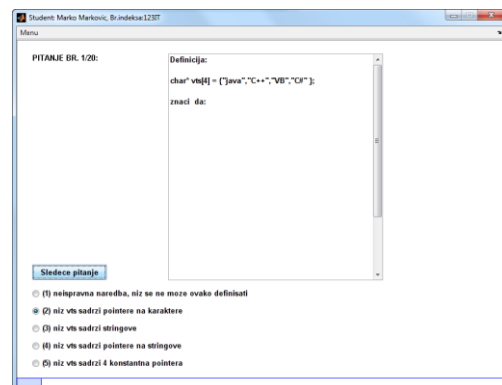 Student: Marko Markovic, Br.indeksa:123IT
Menu
PITANJE BR. 1/20:
Definicija:
char* vts[4] = {"java","C++","VB","C#" };
znaci da:
Sledece pitanje
(1) neispravna naredba, niz se ne moze ovako definisati
(2) niz vts sadrzi pointere na karaktere
(3) niz vts sadrzi stringove
(4) niz vts sadrzi pointere na stringove
(5) niz vts sadrzi 4 konstantna pointera